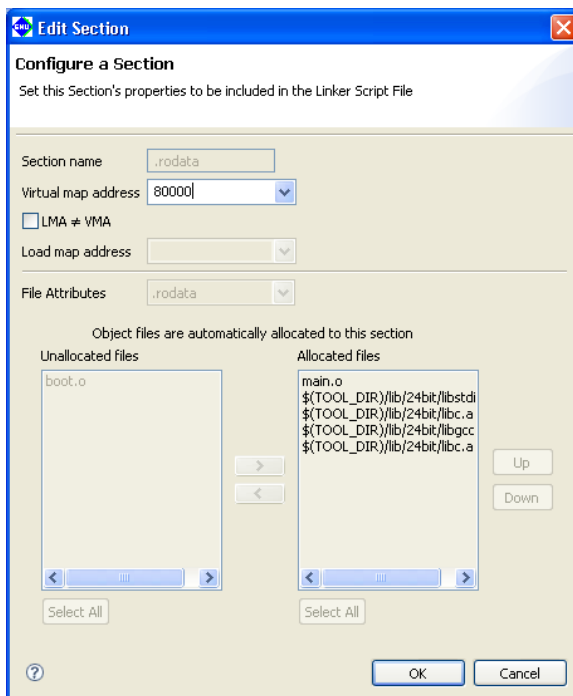 GNU Edit Section
Configure a Section
Set this Section's properties to be included in the Linker Script File
Section name .rodata
Virtual map address 80000
LMA ≠ VMA
Load map address
File Attributes .rodata
Object files are automatically allocated to this section
Unallocated files Allocated files
boot.o main.o
$(TOOL_DIR)/lib/24bit/libstdi
$(TOOL_DIR)/lib/24bit/libc.a
$(TOOL_DIR)/lib/24bit/libgcc
$(TOOL_DIR)/lib/24bit/libc.a
> Up
< Down
Select All Select All
? OK Cancel